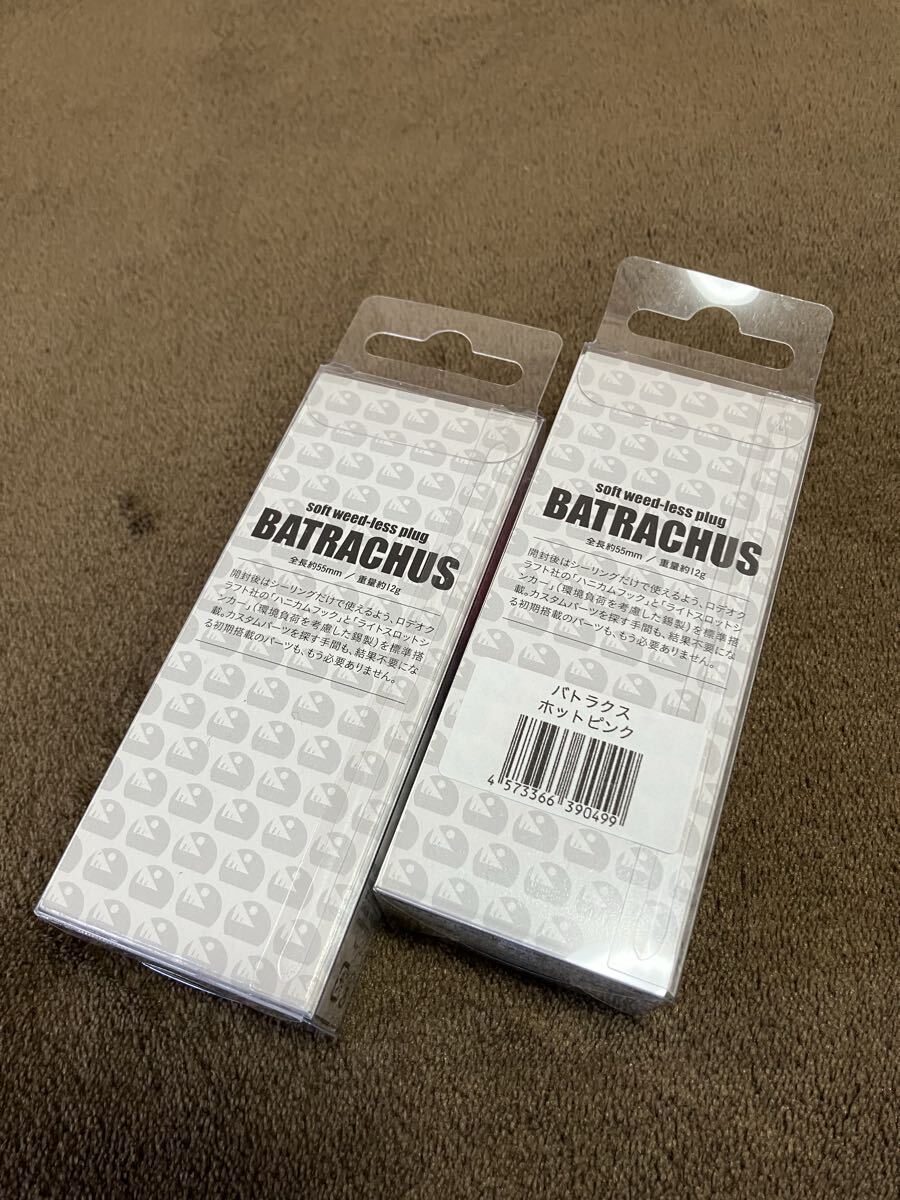 soft weed-less plug
BATRACHUS
全長約55mm / 重量約12g
開封後はシーリングだけで使えるよう、ロデオク
ラフト社の「ハニカムフック」と「ライトスロットシ
ンカー」(環境負荷を考慮した錫製)を標準搭
載。カスタムパーツを探す手間も、結果不要にな
る初期搭載のパーツも、もう必要ありません。
soft weed-less plug
BATRACHUS
全長約55mm / 重量約12g
開封後はシーリングだけで使えるよう、ロデオク
ラフト社の「ハニカムフック」と「ライトスロットシ
ンカー」(環境負荷を考慮した錫製)を標準搭
載。カスタムパーツを探す手間も、結果不要にな
る初期搭載のパーツも、もう必要ありません。
バトラクス
ホットピンク
4 573366 390499